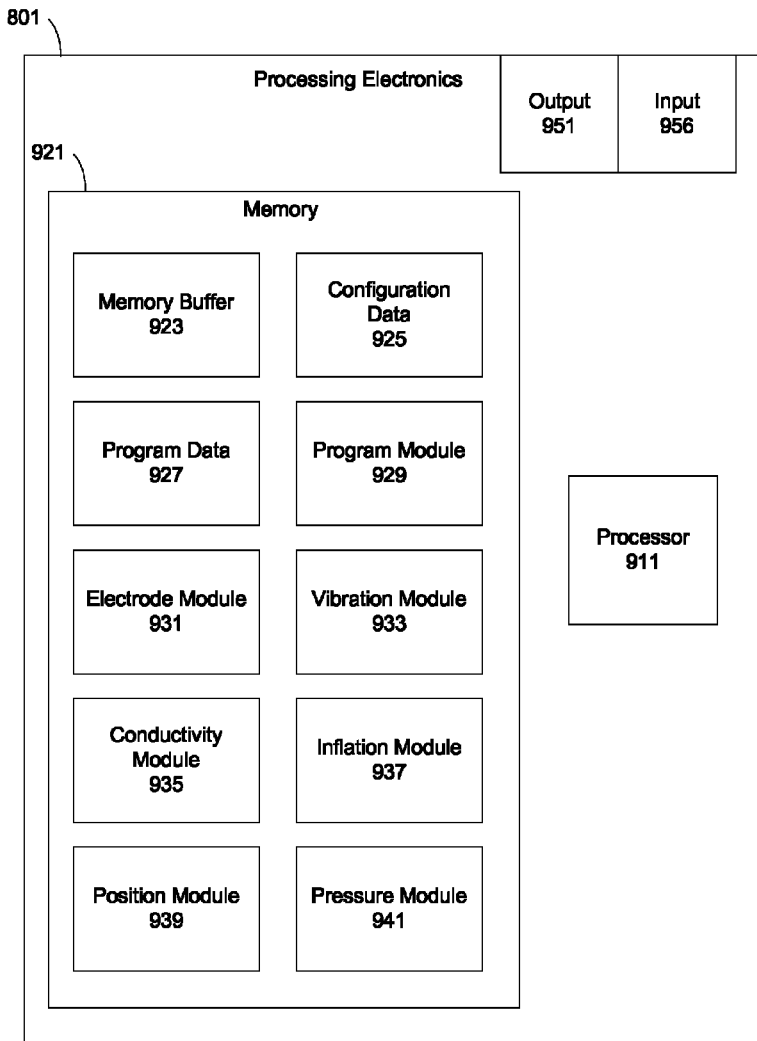 801
Processing Electronics
Output
951
Input
956
921
Memory
Memory Buffer
923
Configuration
Data
925
Program Data
927
Program Module
929
Processor
911
Electrode Module
931
Vibration Module
933
Conductivity
Module
935
Inflation Module
937
Position Module
939
Pressure Module
941